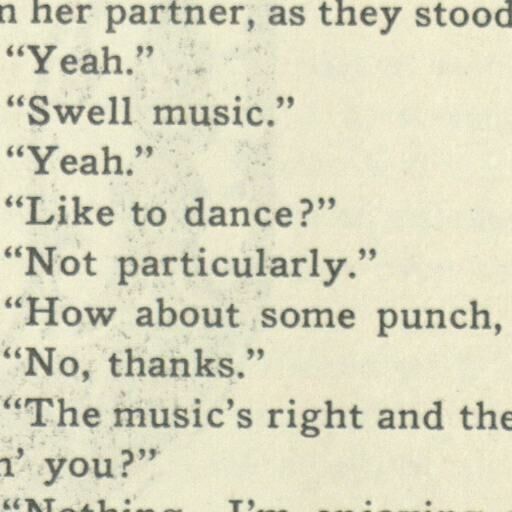 her partner, as they stood
“Yeah.”
“Swell music.”
“Yeah.”
“Like to dance?”
“Not particularly.”
“How about some punch,
“No, thanks.”
“The music’s right and the
you?”
“Nothing. I’m enjoying